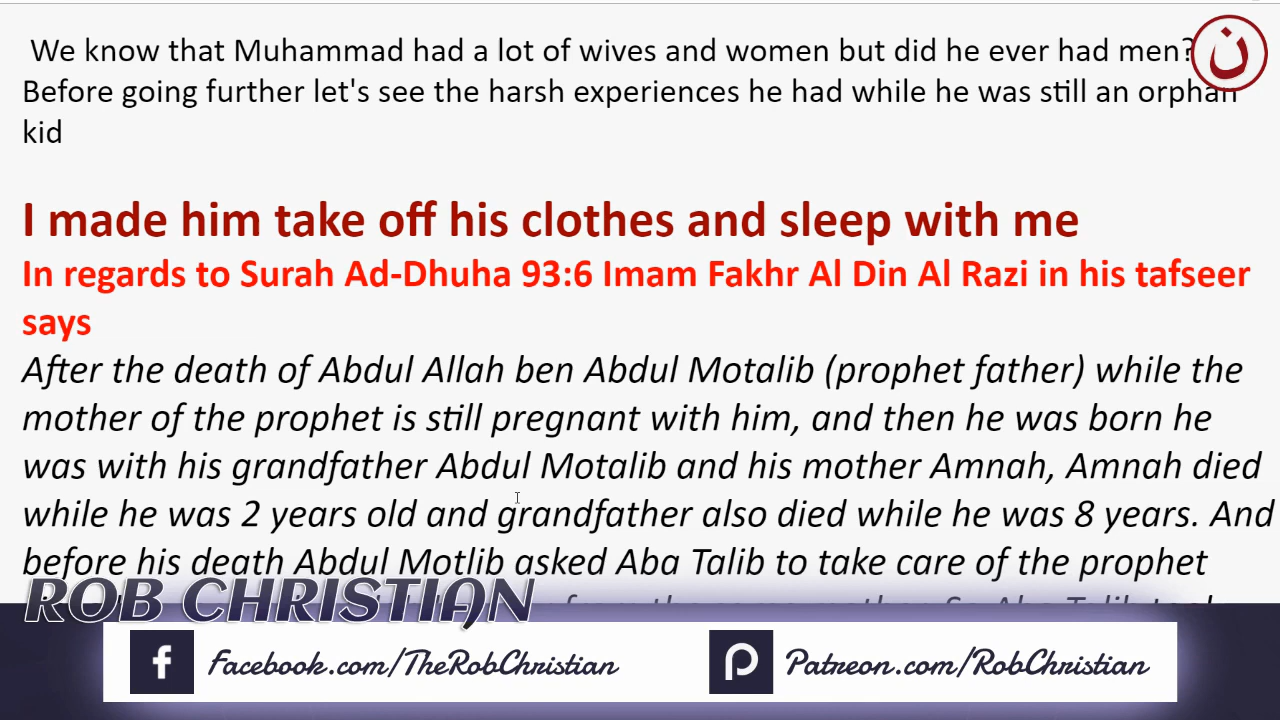 We know that Muhammad had a lot of wives and women but did he ever had men?
ن
Before going further let's see the harsh experiences he had while he was still an orphan
kid
I made him take off his clothes and sleep with me
In regards to Surah Ad-Dhuha 93:6 Imam Fakhr Al Din Al Razi in his tafseer
says
After the death of Abdul Allah ben Abdul Motalib (prophet father) while the
mother of the prophet is still pregnant with him, and then he was born he
was with his grandfather Abdul Motalib and his mother Amnah, Amnah died
while he was 2 years old and grandfather also died while he was 8 years. And
before his death Abdul Motlib asked Aba Talib to take care of the prophet
ROB CHRISTIAN
Facebook.com/TheRobChristian
Patreon.com/RobChristian